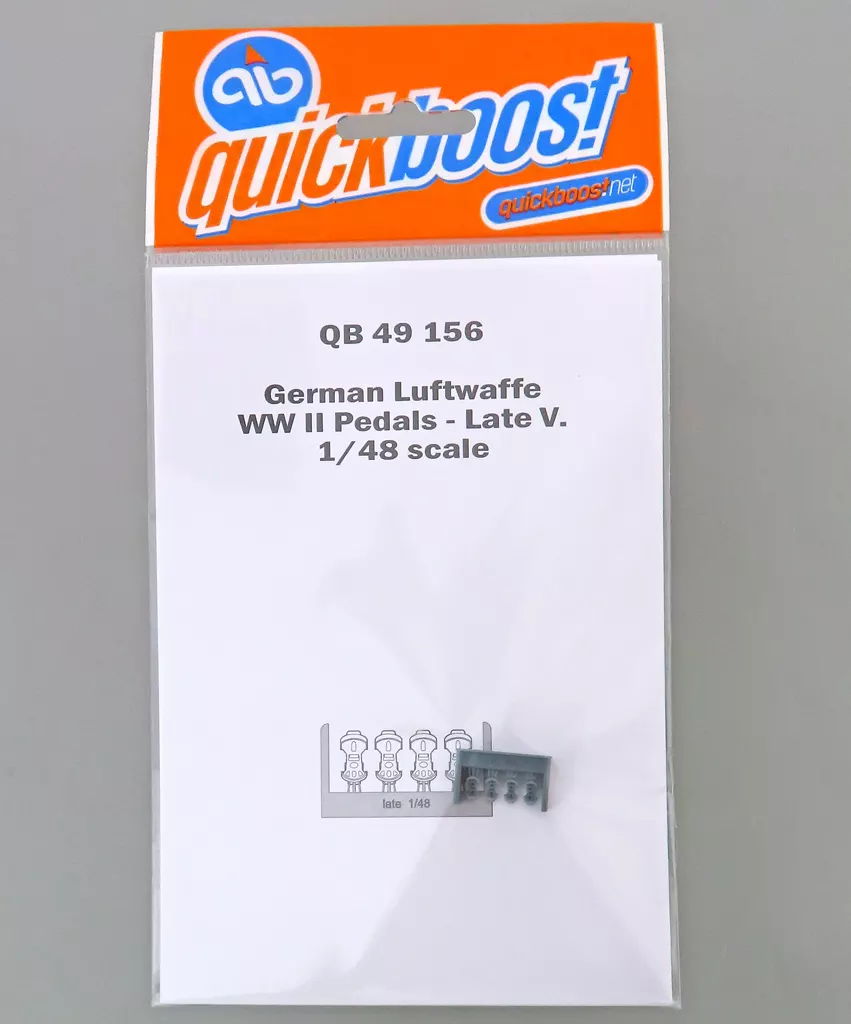 qb
quickboost
quickboost.net
QB 49 156
German Luftwaffe
WW II Pedals - Late V.
1/48 scale
late 1/48